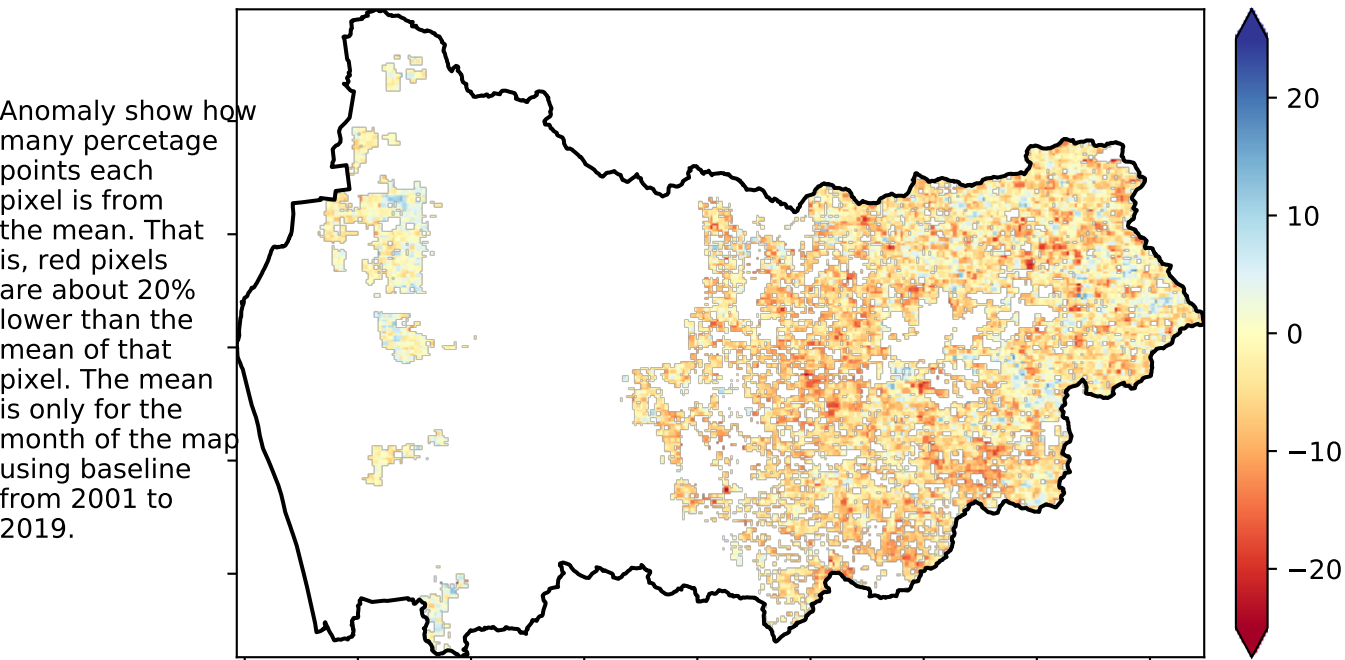 Anomaly show how
many percetage
points each
pixel is from
the mean. That
is, red pixels
are about 20%
lower than the
mean of that
pixel. The mean
is only for the
month of the map
using baseline
from 2001 to
2019.
20
10
0
−10
−20